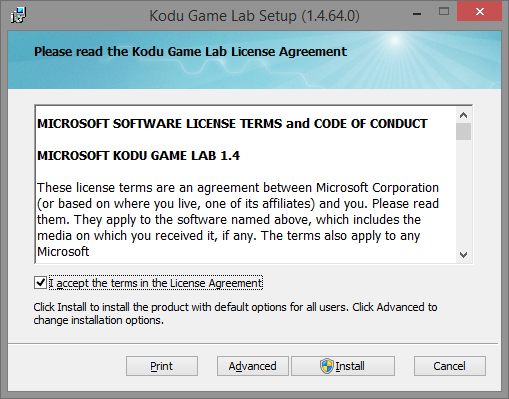 Kodu Game Lab Setup (1.4.64.0)
Please read the Kodu Game Lab License Agreement
MICROSOFT SOFTWARE LICENSE TERMS and CODE OF CONDUCT
MICROSOFT KODU GAME LAB 1.4
These license terms are an agreement between Microsoft Corporation
(or based on where you live, one of its affiliates) and you. Please read
them. They apply to the software named above, which includes the
media on which you received it, if any. The terms also apply to any
Microsoft
I accept the terms in the License Agreement
Click Install to install the product with default options for all users. Click Advanced to
change installation options.
Print Advanced Install Cancel